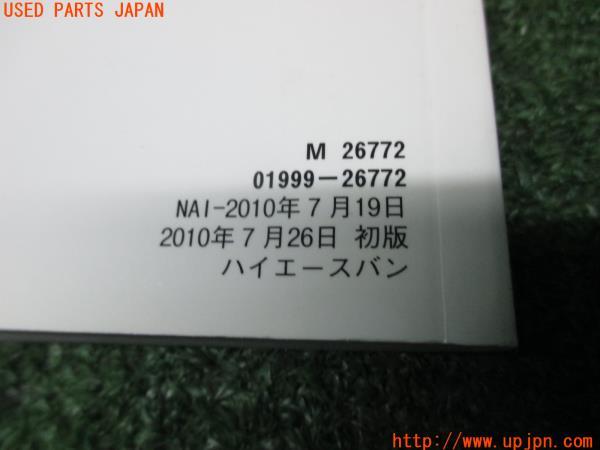 USED PARTS JAPAN
M 26772
01999-26772
NAI-2010年7月19日
2010年7月26日 初版
ハイエースバン
http://www.upjpn.com/